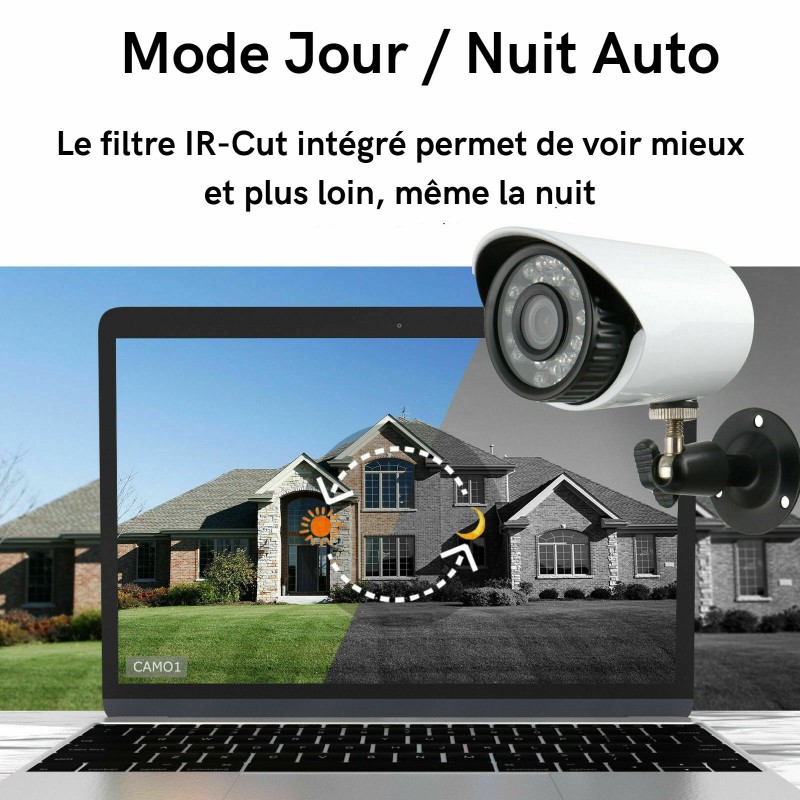 Mode Jour / Nuit Auto
Le filtre IR-Cut intégré permet de voir mieux
et plus loin, même la nuit
CAMO1